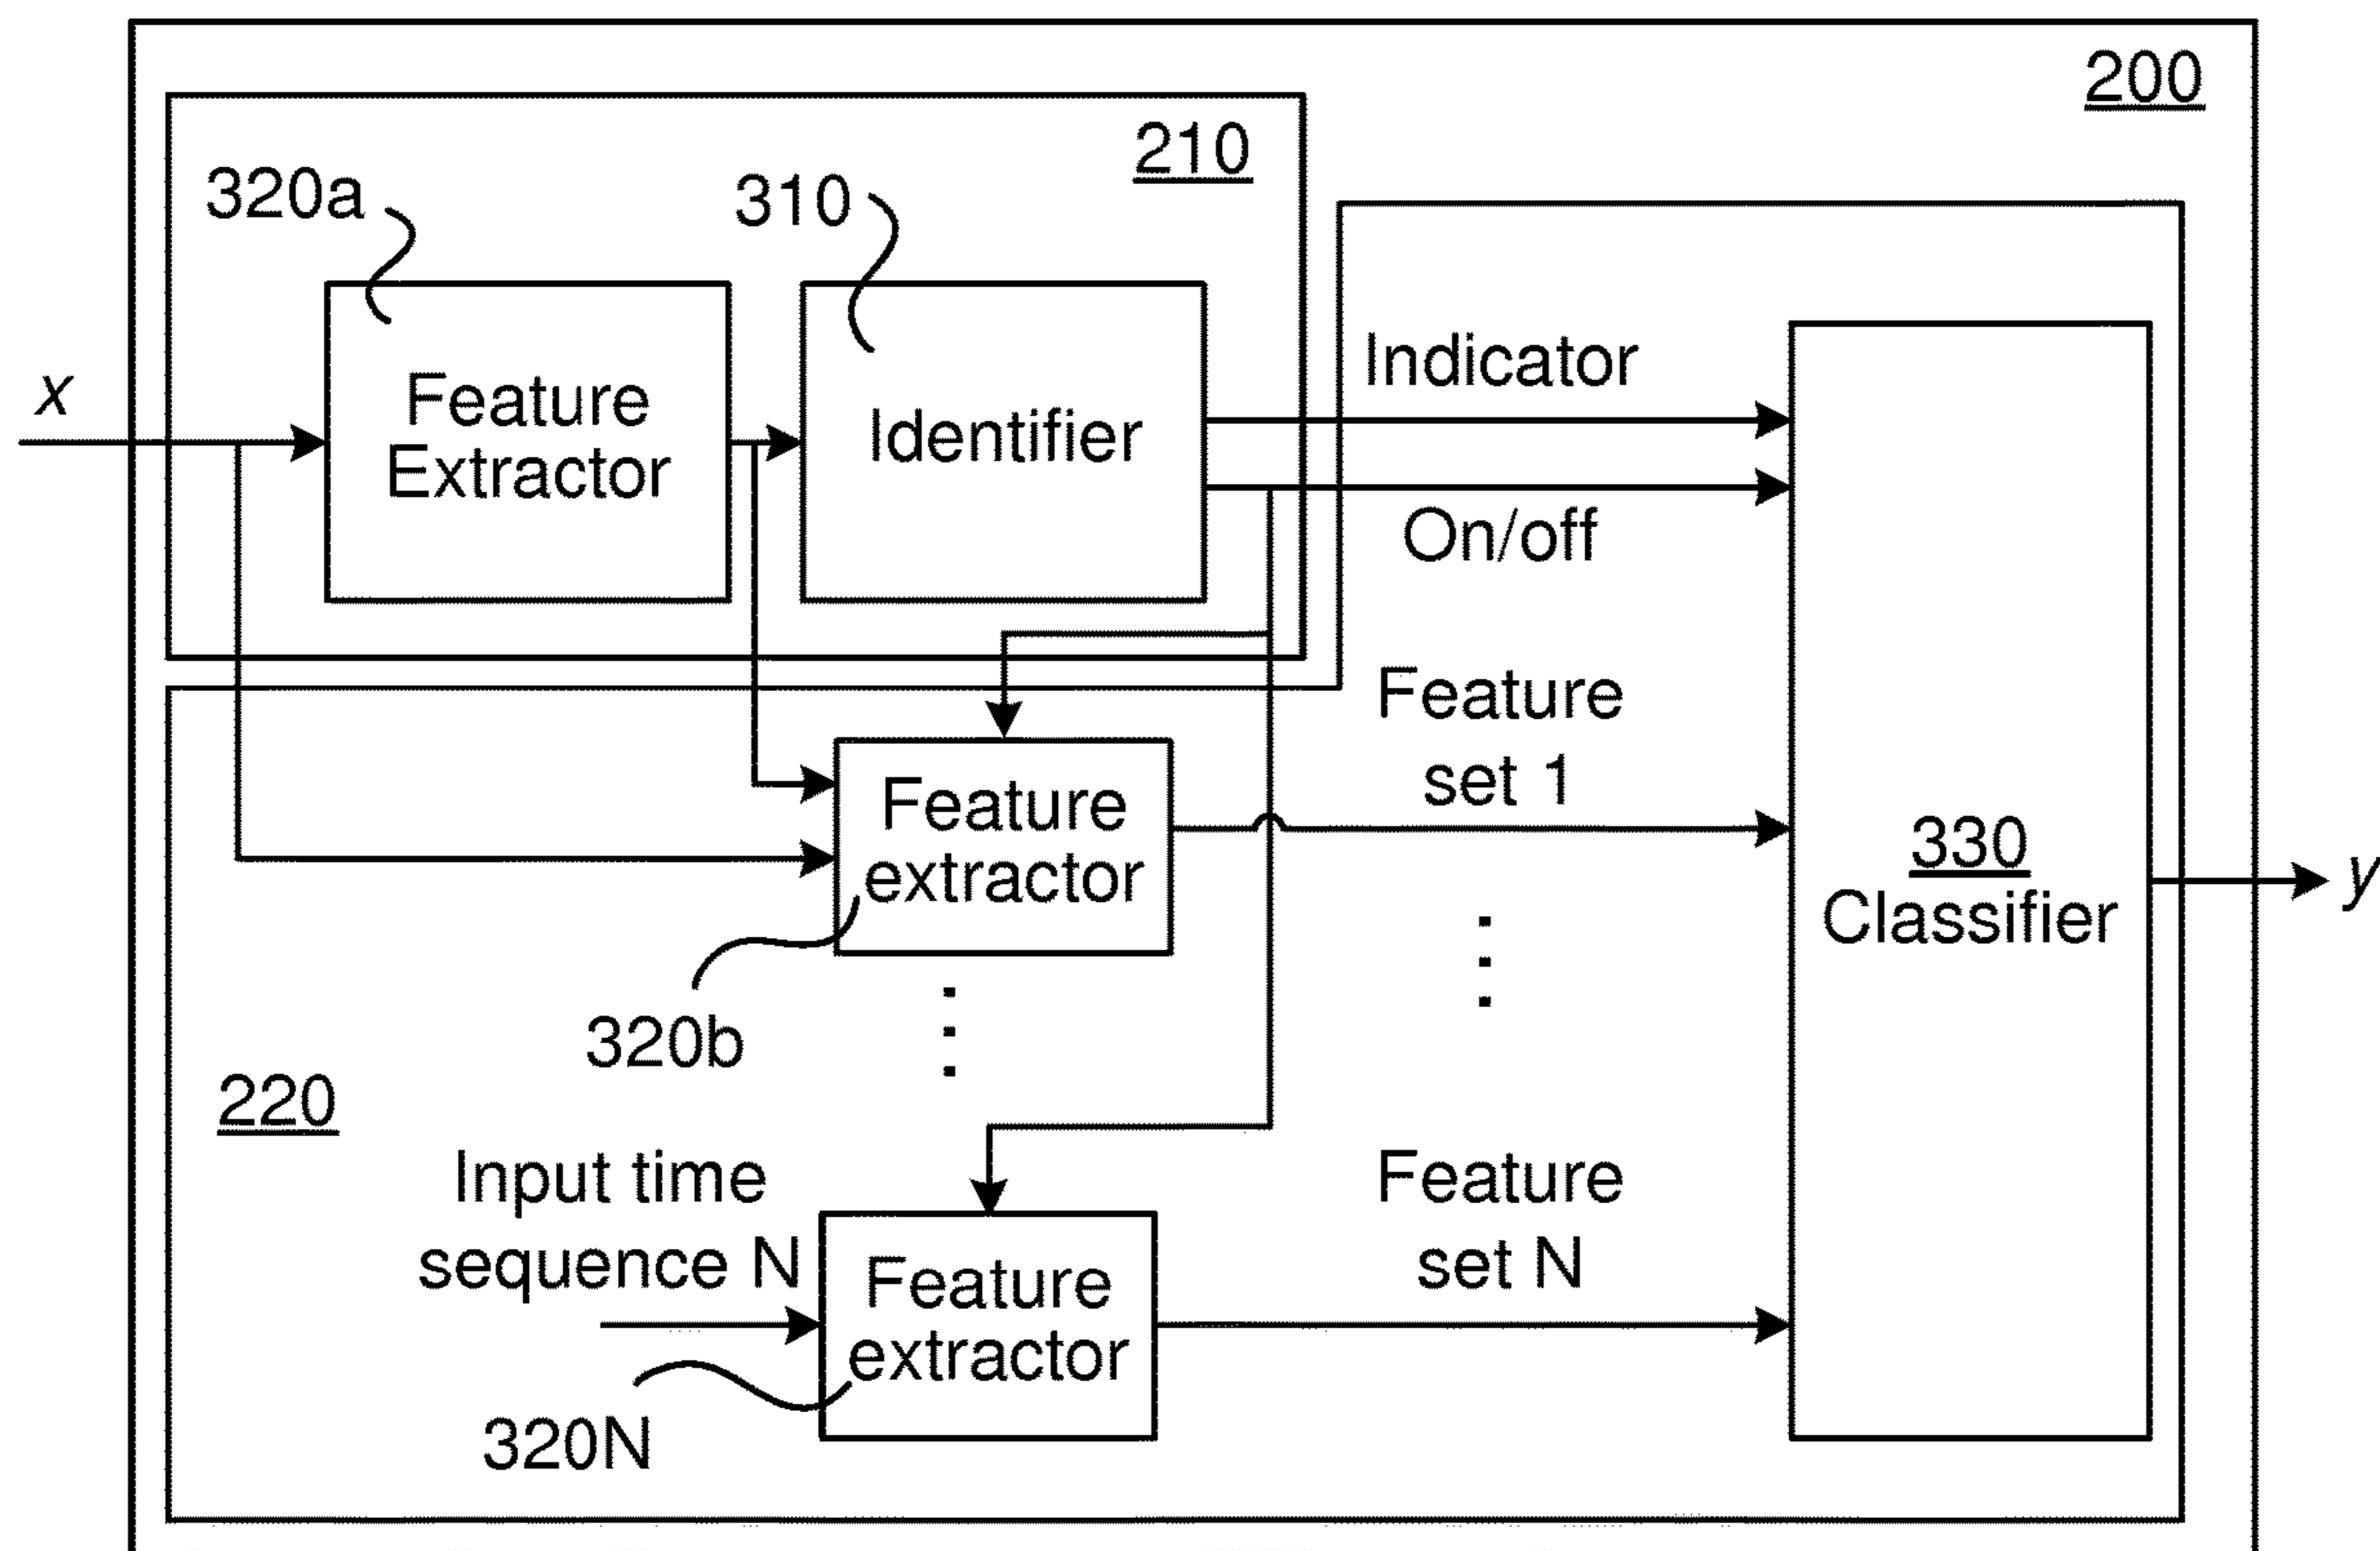 200
210
320a
310
x
Feature
Extractor
Identifier
Indicator
On/off
Feature
set 1
Feature
extractor
330
Classifier
y
320b
220
Input time
sequence N
Feature
set N
Feature
extractor
320N